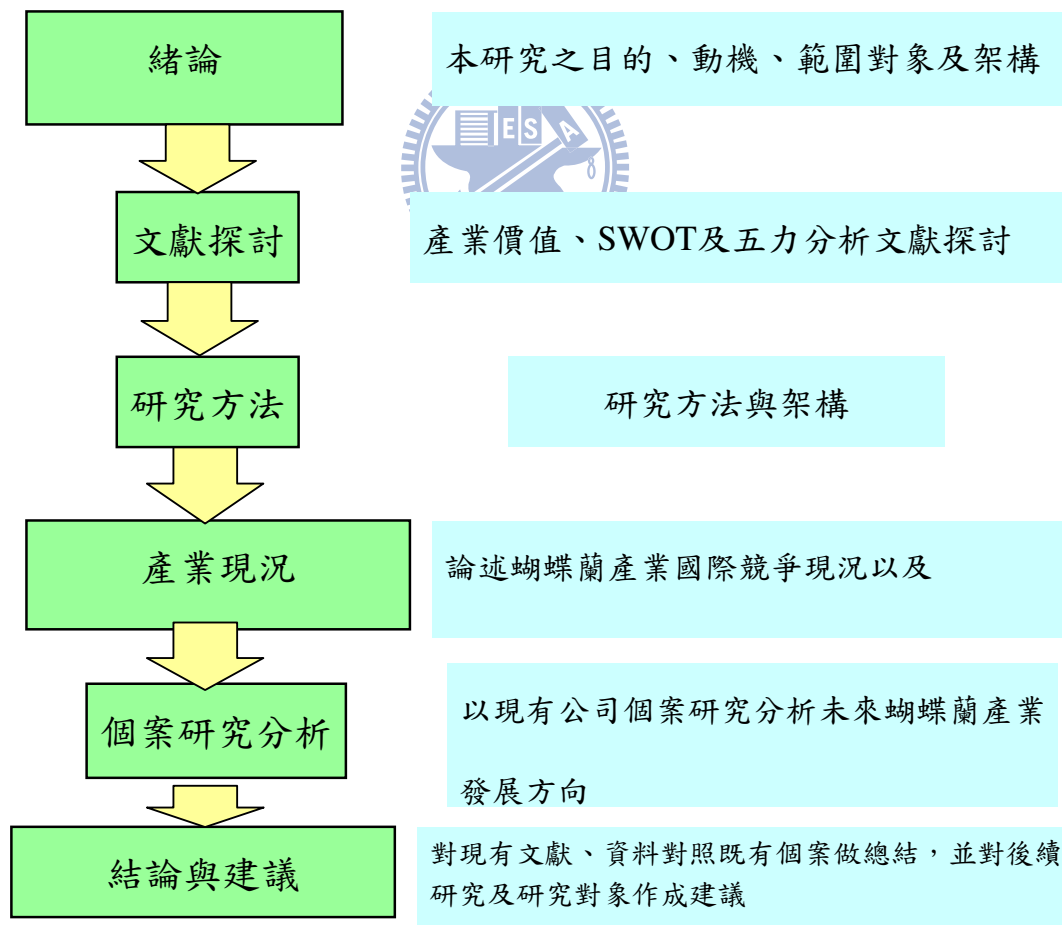 緒論
本研究之目的、動機、範圍對象及架構
ESA
文獻探討
產業價值、SWOT及五力分析文獻探討
研究方法
研究方法與架構
產業現況
論述蝴蝶蘭產業國際競爭現況以及
個案研究分析
以現有公司個案研究分析未來蝴蝶蘭產業
發展方向
結論與建議
對現有文獻、資料對照既有個案做總結，並對後續
研究及研究對象作成建議